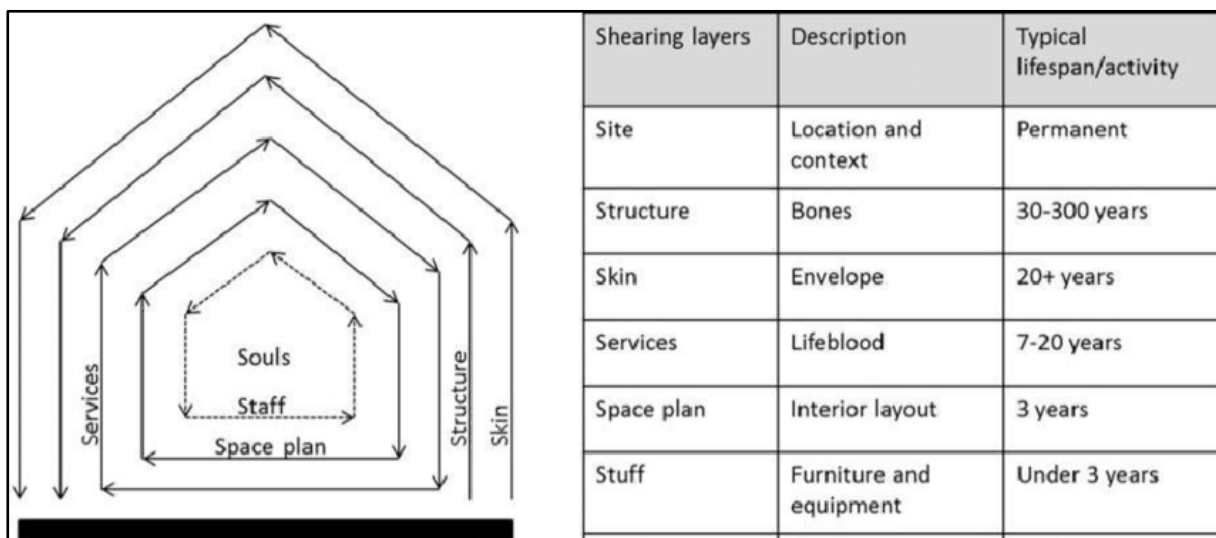 Souls
Staff
Space plan
Services
Structure
Skin
Shearing layers
Description
Typical
lifespan/activity
Site
Location and
context
Permanent
Structure
Bones
30-300 years
Skin
Envelope
20+ years
Services
Lifeblood
7-20 years
Space plan
Interior layout
3 years
Stuff
Furniture and
equipment
Under 3 years